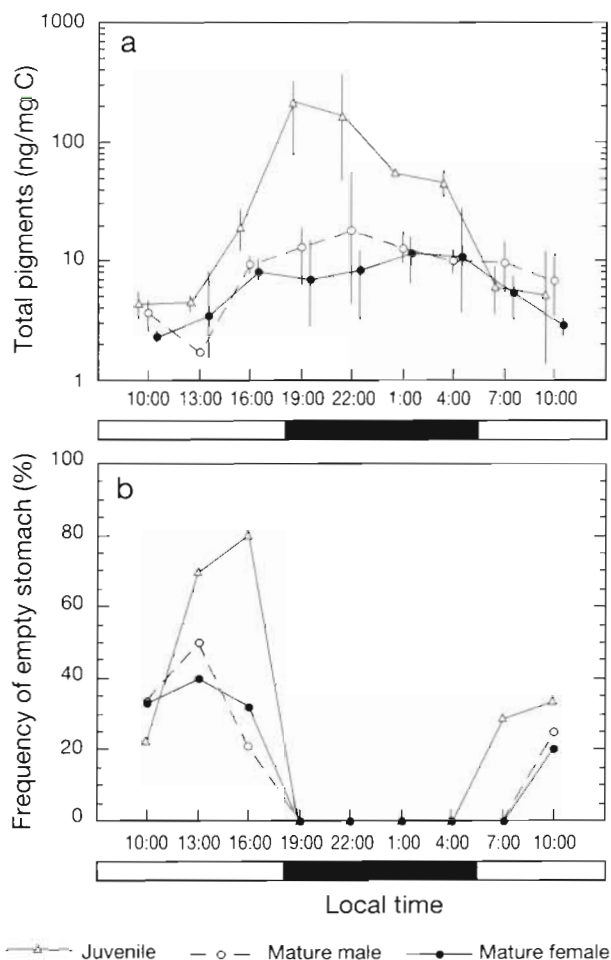 a
Total pigments (ng/mg C)
1000
100
10
1
10:00 13:00 16:00 19:00 22:00 1:00 4:00 7:00 10:00
b
Frequency of empty stomach (%)
100
80
60
40
20
0
10:00 13:00 16:00 19:00 22:00 1:00 4:00 7:00 10:00
Local time
Juvenile Mature male Mature female